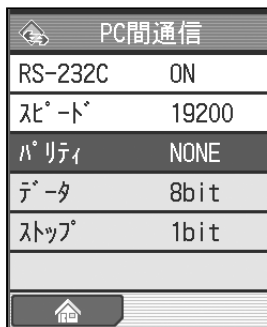 PC間通信
RS-232C ON
ｽﾋﾟｰﾄﾞ 19200
ﾊﾟﾘﾃｨ NONE
ﾃﾞｰﾀ 8bit
ｽﾄｯﾌﾟ 1bit